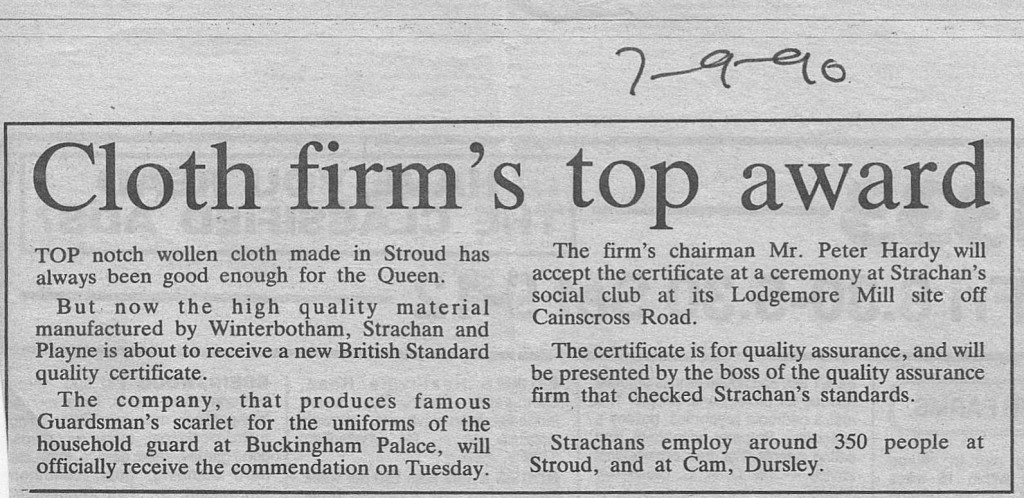 7-9-90
Cloth firm's top award
TOP notch wollen cloth made in Stroud has
always been good enough for the Queen.
But now the high quality material
manufactured by Winterbotham, Strachan and
Playne is about to receive a new British Standard
quality certificate.
The company, that produces famous
Guardsman's scarlet for the uniforms of the
household guard at Buckingham Palace, will
officially receive the commendation on Tuesday.
The firm's chairman Mr. Peter Hardy will
accept the certificate at a ceremony at Strachan's
social club at its Lodgemore Mill site off
Cainscross Road.
The certificate is for quality assurance, and will
be presented by the boss of the quality assurance
firm that checked Strachan's standards.
Strachans employ around 350 people at
Stroud, and at Cam, Dursley.